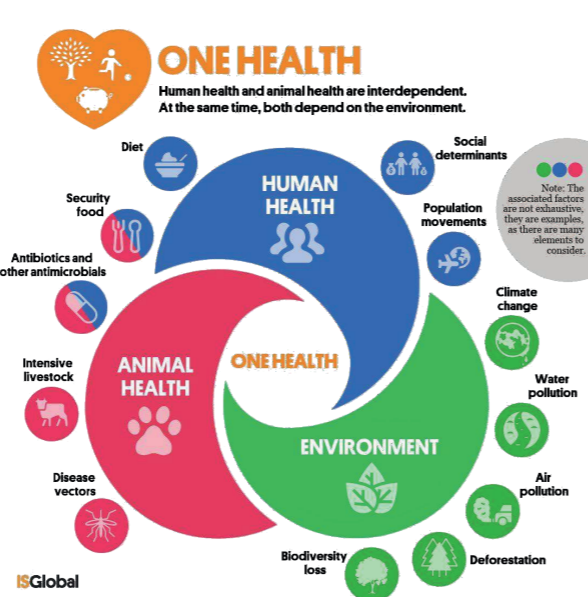 ONE HEALTH
Human health and animal health are interdependent.
At the same time, both depend on the environment.
Diet
Social
determinants
Security
food
HUMAN
HEALTH
Population
movements
Note: The
associated factors
are not exhaustive,
they are examples,
as there are many
elements to
consider.
Antibiotics and
other antimicrobials
Climate
change
Intensive
livestock
ANIMAL
HEALTH
ONE HEALTH
Water
pollution
ENVIRONMENT
Disease
vectors
Air
pollution
Biodiversity
loss
Deforestation
ISGlobal